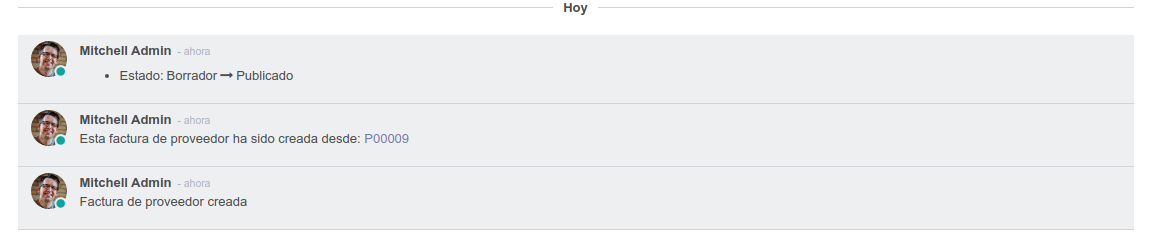 Hoy
Mitchell Admin - ahora
• Estado: Borrador ➞ Publicado
Mitchell Admin - ahora
Esta factura de proveedor ha sido creada desde: P00009
Mitchell Admin - ahora
Factura de proveedor creada